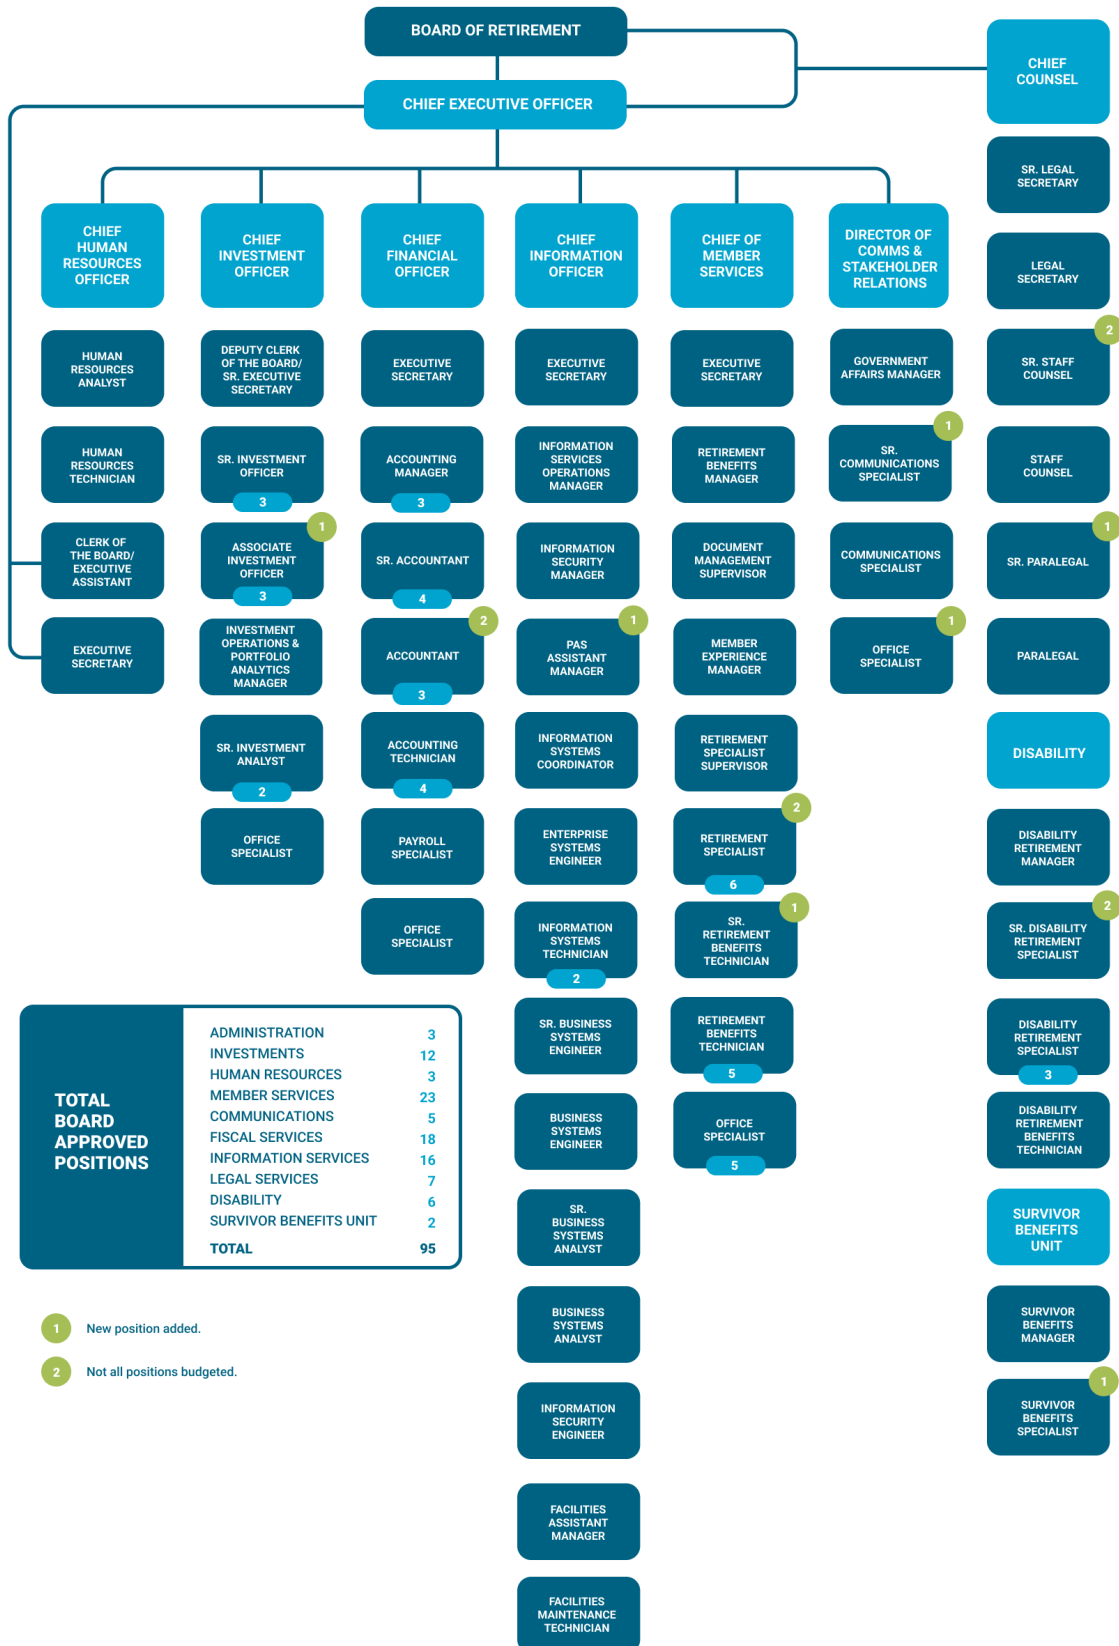 BOARD OF RETIREMENT
CHIEF EXECUTIVE OFFICER
CHIEF
COUNSEL
SR. LEGAL
SECRETARY
LEGAL
SECRETARY
2
SR. STAFF
COUNSEL
STAFF
COUNSEL
1
SR. PARALEGAL
PARALEGAL
DISABILITY
DISABILITY
RETIREMENT
MANAGER
2
SR. DISABILITY
RETIREMENT
SPECIALIST
DISABILITY
RETIREMENT
SPECIALIST
3
DISABILITY
RETIREMENT
BENEFITS
TECHNICIAN
SURVIVOR
BENEFITS
UNIT
SURVIVOR
BENEFITS
MANAGER
1
SURVIVOR
BENEFITS
SPECIALIST
CHIEF
HUMAN
RESOURCES
OFFICER
HUMAN
RESOURCES
ANALYST
HUMAN
RESOURCES
TECHNICIAN
CLERK OF
THE BOARD/
EXECUTIVE
ASSISTANT
EXECUTIVE
SECRETARY
CHIEF
INVESTMENT
OFFICER
DEPUTY CLERK
OF THE BOARD/
SR. EXECUTIVE
SECRETARY
SR. INVESTMENT
OFFICER
3
1
ASSOCIATE
INVESTMENT
OFFICER
3
INVESTMENT
OPERATIONS &
PORTFOLIO
ANALYTICS
MANAGER
SR. INVESTMENT
ANALYST
2
OFFICE
SPECIALIST
CHIEF
FINANCIAL
OFFICER
EXECUTIVE
SECRETARY
ACCOUNTING
MANAGER
3
SR. ACCOUNTANT
4
2
ACCOUNTANT
3
ACCOUNTING
TECHNICIAN
4
PAYROLL
SPECIALIST
OFFICE
SPECIALIST
CHIEF
INFORMATION
OFFICER
EXECUTIVE
SECRETARY
INFORMATION
SERVICES
OPERATIONS
MANAGER
INFORMATION
SECURITY
MANAGER
1
PAS
ASSISTANT
MANAGER
INFORMATION
SYSTEMS
COORDINATOR
ENTERPRISE
SYSTEMS
ENGINEER
INFORMATION
SYSTEMS
TECHNICIAN
2
SR. BUSINESS
SYSTEMS
ENGINEER
BUSINESS
SYSTEMS
ENGINEER
SR.
BUSINESS
SYSTEMS
ANALYST
BUSINESS
SYSTEMS
ANALYST
INFORMATION
SECURITY
ENGINEER
FACILITIES
ASSISTANT
MANAGER
FACILITIES
MAINTENANCE
TECHNICIAN
CHIEF OF
MEMBER
SERVICES
EXECUTIVE
SECRETARY
RETIREMENT
BENEFITS
MANAGER
DOCUMENT
MANAGEMENT
SUPERVISOR
MEMBER
EXPERIENCE
MANAGER
RETIREMENT
SPECIALIST
SUPERVISOR
2
RETIREMENT
SPECIALIST
6
1
SR.
RETIREMENT
BENEFITS
TECHNICIAN
RETIREMENT
BENEFITS
TECHNICIAN
5
OFFICE
SPECIALIST
5
DIRECTOR OF
COMMS &
STAKEHOLDER
RELATIONS
GOVERNMENT
AFFAIRS MANAGER
1
SR.
COMMUNICATIONS
SPECIALIST
COMMUNICATIONS
SPECIALIST
1
OFFICE
SPECIALIST
TOTAL
BOARD
APPROVED
POSITIONS
ADMINISTRATION 3
INVESTMENTS 12
HUMAN RESOURCES 3
MEMBER SERVICES 23
COMMUNICATIONS 5
FISCAL SERVICES 18
INFORMATION SERVICES 16
LEGAL SERVICES 7
DISABILITY 6
SURVIVOR BENEFITS UNIT 2
TOTAL 95
1 New position added.
2 Not all positions budgeted.